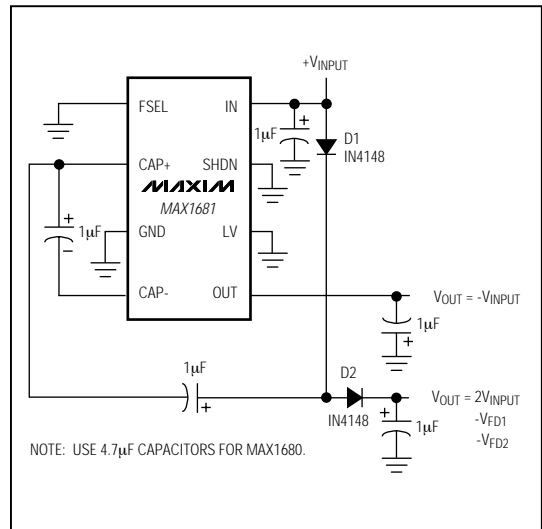 +VINPUT
FSEL IN
1µF + D1
IN4148
CAP+ SHDN
MAXIM
MAX1681
+ 1µF −
GND LV
CAP- OUT VOUT = -VINPUT
1µF +
1µF + D2
IN4148 + 1µF VOUT = 2VINPUT
-VFD1
-VFD2
NOTE: USE 4.7µF CAPACITORS FOR MAX1680.